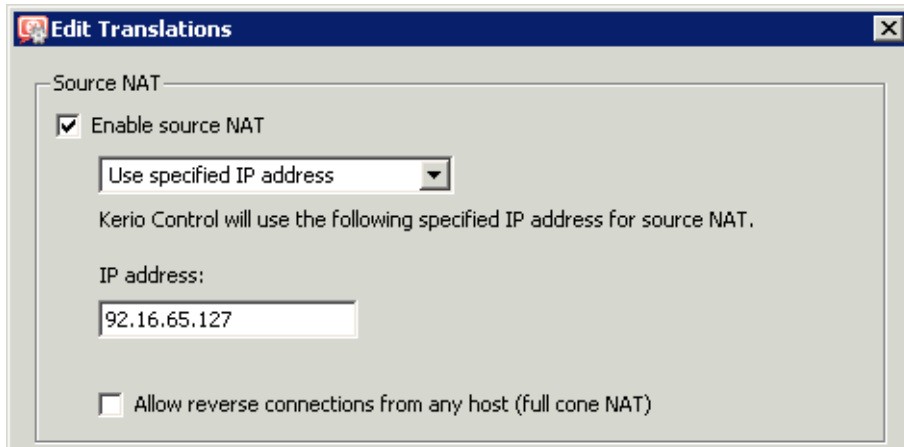 Edit Translations
Source NAT
Enable source NAT
Use specified IP address
Kerio Control will use the following specified IP address for source NAT.
IP address:
92.16.65.127
Allow reverse connections from any host (full cone NAT)